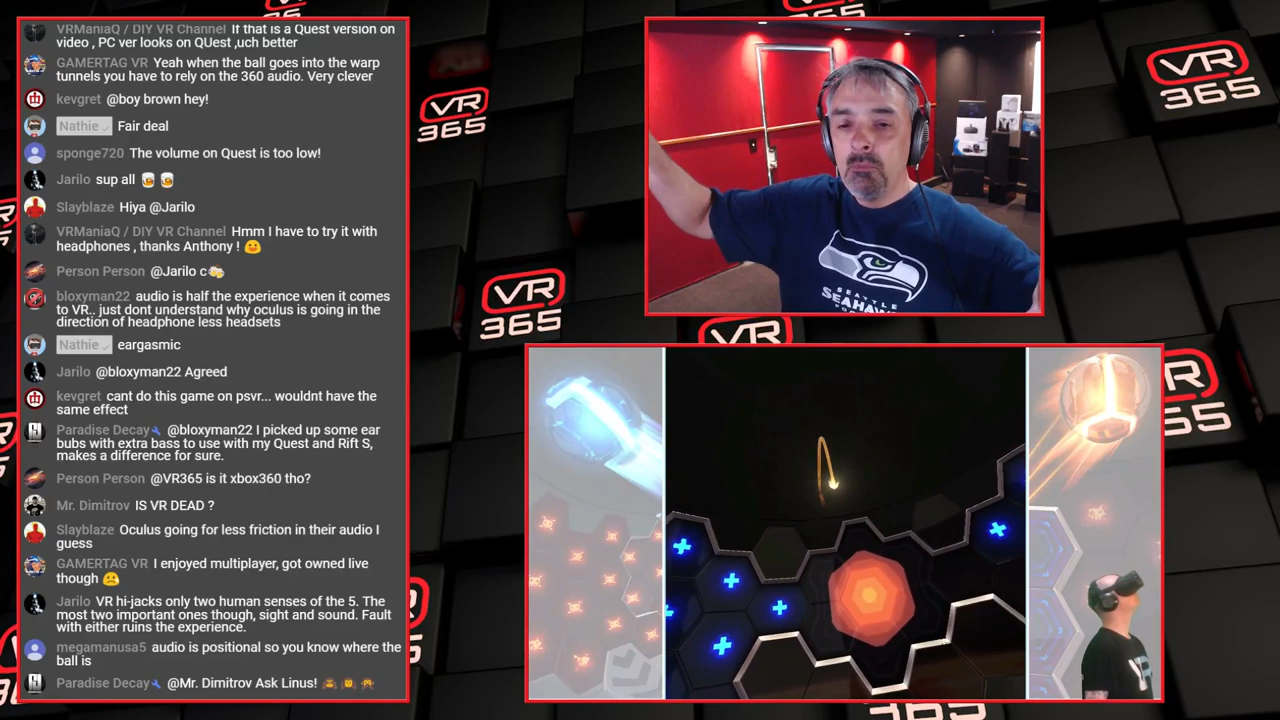 VRManiaQ / DIY VR Channel If that is a Quest version on
video , PC ver looks on QUest ,uch better
GAMERTAG VR Yeah when the ball goes into the warp
tunnels you have to rely on the 360 audio. Very clever
kevgret @boy brown hey!
Nathie Fair deal
sponge720 The volume on Quest is too low!
Jarilo sup all
Slayblaze Hiya @Jarilo
VRManiaQ / DIY VR Channel Hmm I have to try it with
headphones , thanks Anthony !
Person Person @Jarilo c
bloxyman22 audio is half the experience when it comes
to VR.. just dont understand why oculus is going in the
direction of headphone less headsets
Nathie eargasmic
Jarilo @bloxyman22 Agreed
kevgret cant do this game on psvr... wouldnt have the
same effect
Paradise Decay @bloxyman22 I picked up some ear
bubs with extra bass to use with my Quest and Rift S,
makes a difference for sure.
Person Person @VR365 is it xbox360 tho?
Mr. Dimitrov IS VR DEAD ?
Slayblaze Oculus going for less friction in their audio I
guess
GAMERTAG VR I enjoyed multiplayer, got owned live
though
Jarilo VR hi-jacks only two human senses of the 5. The
most two important ones though, sight and sound. Fault
with either ruins the experience.
megamanusa5 audio is positional so you know where the
ball is
Paradise Decay @Mr. Dimitrov Ask Linus!
VR
365
VR
365
VR
365
VR
365
SEATTLE
SEAHAWKS